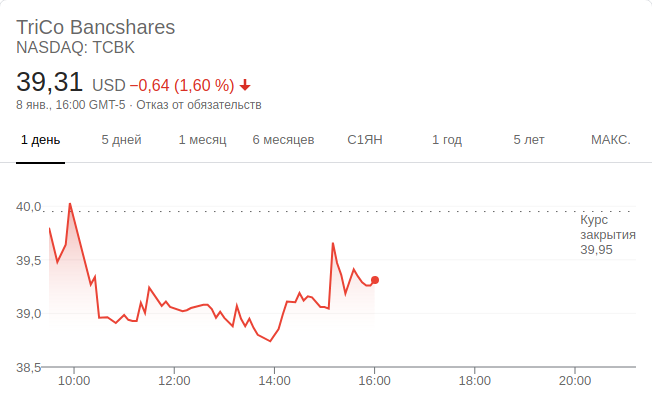 TriCo Bancshares
NASDAQ: TCBK
39,31 USD −0,64 (1,60 %)
8 янв., 16:00 GMT-5 · Отказ от обязательств
1 день 5 дней 1 месяц 6 месяцев С1ЯН 1 год 5 лет МАКС.
40,0
Курс
закрытия
39,95
39,5
39,0
38,5
10:00 12:00 14:00 16:00 18:00 20:00